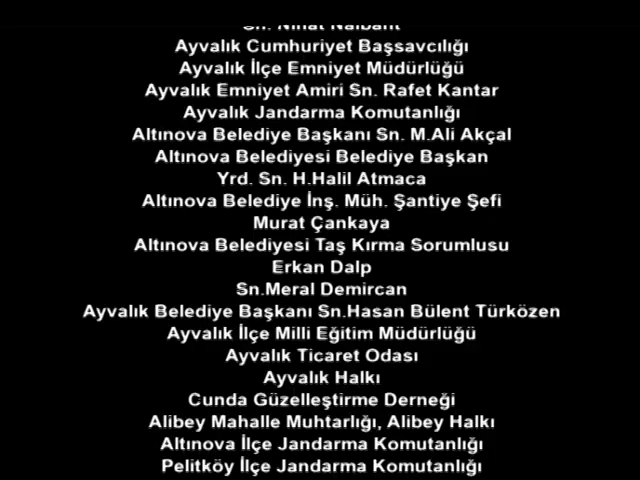 Sn. Nihat Nalbant
Ayvalık Cumhuriyet Başsavcılığı
Ayvalık İlçe Emniyet Müdürlüğü
Ayvalık Emniyet Amiri Sn. Rafet Kantar
Ayvalık Jandarma Komutanlığı
Altınova Belediye Başkanı Sn. M.Ali Akçal
Altınova Belediyesi Belediye Başkan
Yrd. Sn. H.Halil Atmaca
Altınova Belediye İnş. Müh. Şantiye Şefi
Murat Çankaya
Altınova Belediyesi Taş Kırma Sorumlusu
Erkan Dalp
Sn.Meral Demircan
Ayvalık Belediye Başkanı Sn.Hasan Bülent Türközen
Ayvalık İlçe Milli Eğitim Müdürlüğü
Ayvalık Ticaret Odası
Ayvalık Halkı
Cunda Güzelleştirme Derneği
Alibey Mahalle Muhtarlığı, Alibey Halkı
Altınova İlçe Jandarma Komutanlığı
Pelitköy İlçe Jandarma Komutanlığı